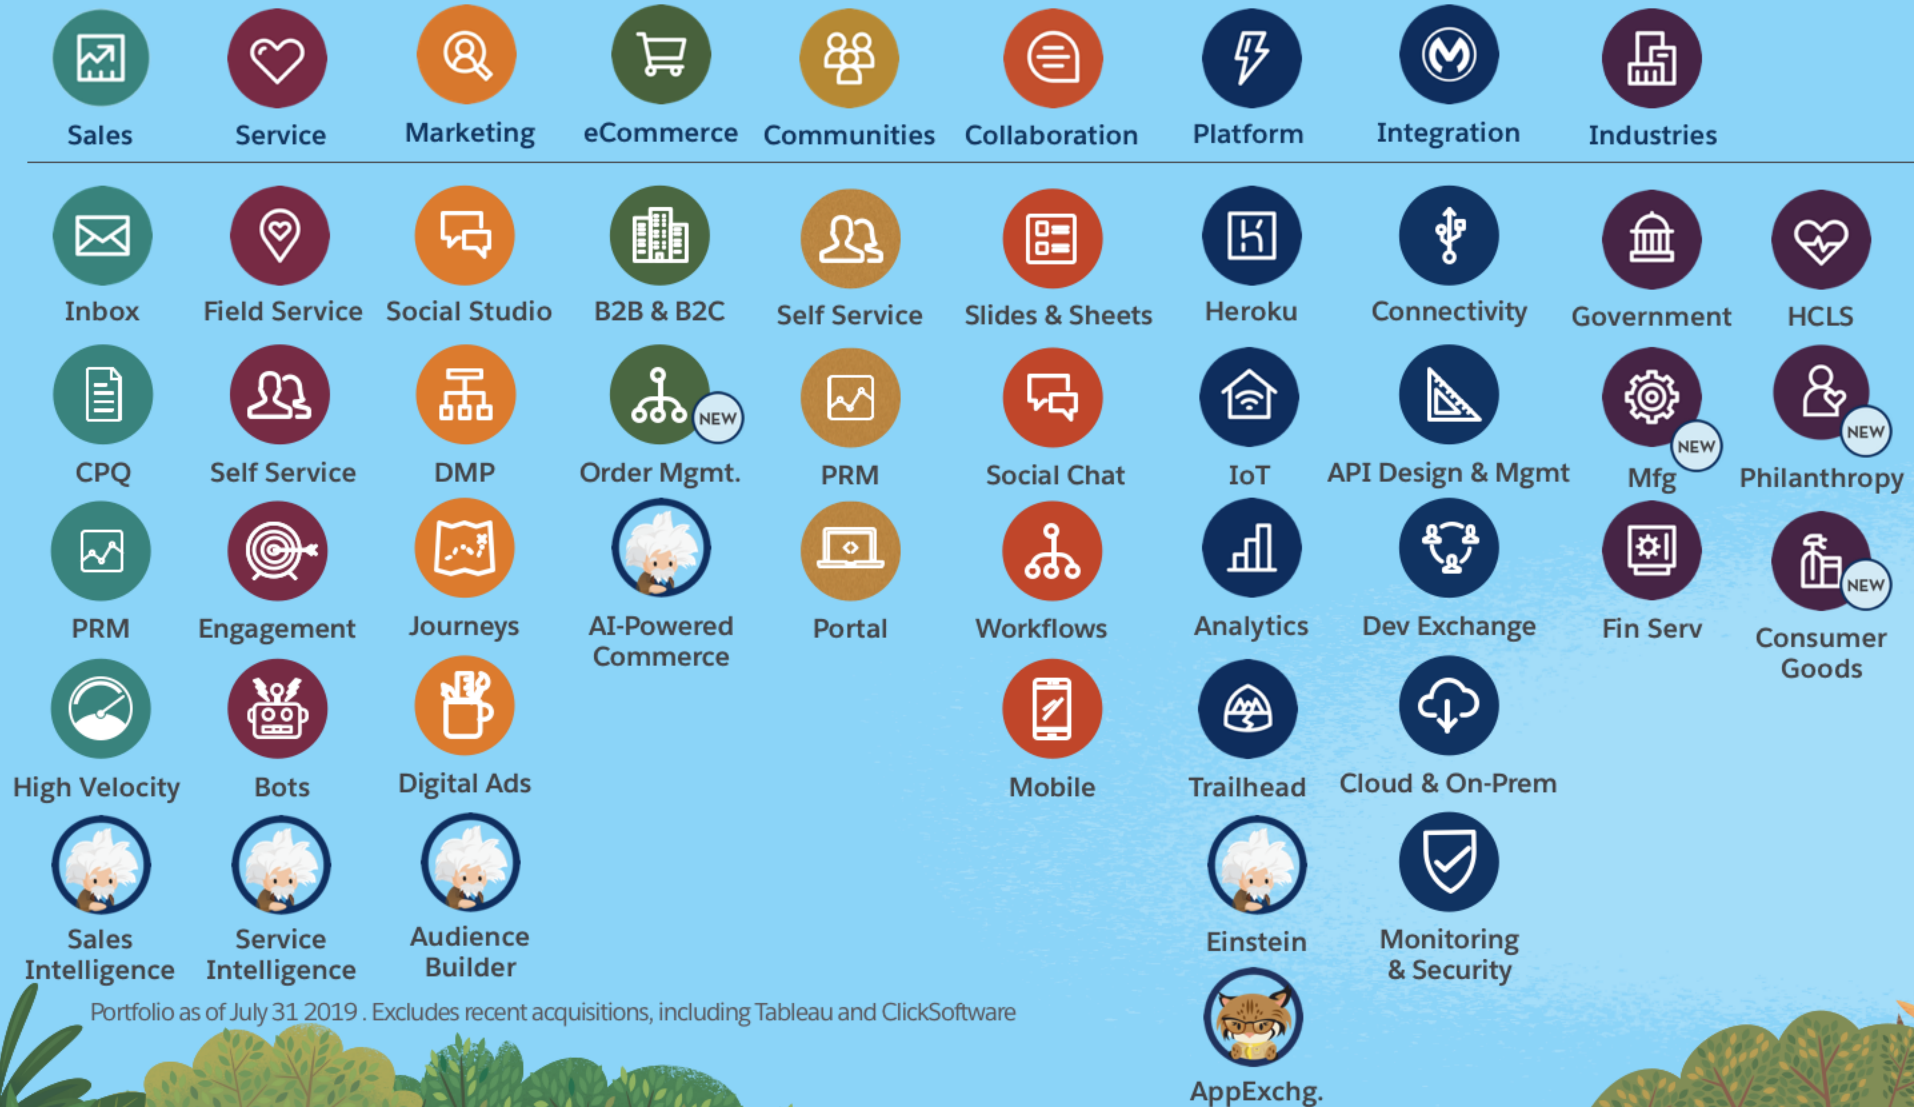 Sales
Service
Marketing
eCommerce
Communities
Collaboration
Platform
Integration
Industries
Inbox
Field Service
Social Studio
B2B & B2C
Self Service
Slides & Sheets
Heroku
Connectivity
Government
HCLS
CPQ
Self Service
DMP
NEW
Order Mgmt.
PRM
Social Chat
IoT
API Design & Mgmt
NEW
Mfg
NEW
Philanthropy
PRM
Engagement
Journeys
AI-Powered
Commerce
Portal
Workflows
Analytics
Dev Exchange
Fin Serv
NEW
Consumer
Goods
High Velocity
Bots
Digital Ads
Mobile
Trailhead
Cloud & On-Prem
Sales
Intelligence
Service
Intelligence
Audience
Builder
Einstein
Monitoring
& Security
Portfolio as of July 31 2019 . Excludes recent acquisitions, including Tableau and ClickSoftware
AppExchg.